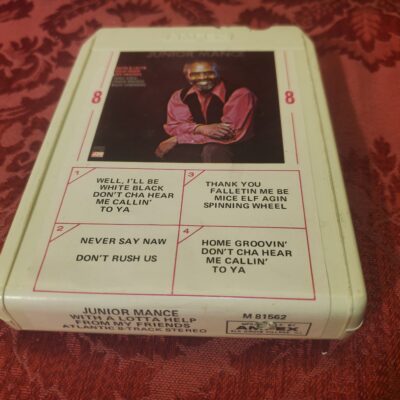 JUNIOR MANCE
8
8
1
WELL, I'LL BE
WHITE BLACK
DON'T CHA HEAR
ME CALLIN'
TO YA
3
THANK YOU
FALLETIN ME BE
MICE ELF AGIN
SPINNING WHEEL
2
NEVER SAY NAW
DON'T RUSH US
4
HOME GROOVIN'
DON'T CHA HEAR
ME CALLIN'
TO YA
JUNIOR MANCE
WITH A LOTTA HELP
FROM MY FRIENDS
ATLANTIC 8-TRACK STEREO
M 81562
AMPEX